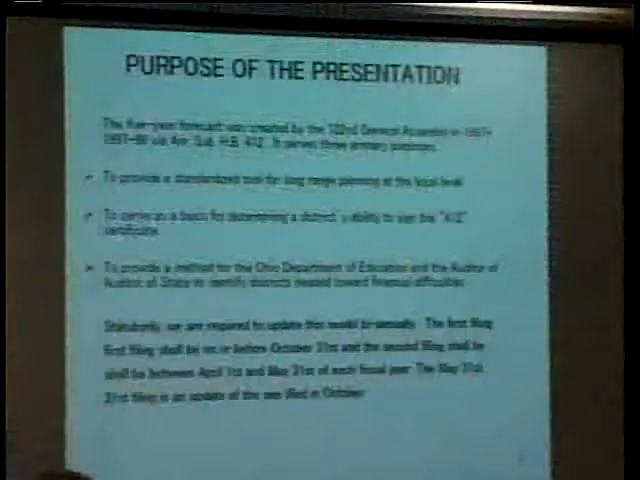 PURPOSE OF THE PRESENTATION
The five-year forecast was created by the 122nd General Assembly in 1997-
1997-98 via Am. Sub. H.B. 412. It serves three primary purposes:
To provide a standardized tool for long range planning at the local level
To serve as a basis for determining a district's ability to sign the "412"
certificate
To provide a method for the Ohio Department of Education and the Auditor of
Auditor of State to identify districts headed toward financial difficulties
Statutorily, we are required to update this model bi-annually. The first filing
first filing shall be on or before October 31st and the second filing shall be
shall be between April 1st and May 31st of each fiscal year. The May 31st
31st filing is an update of the one filed in October